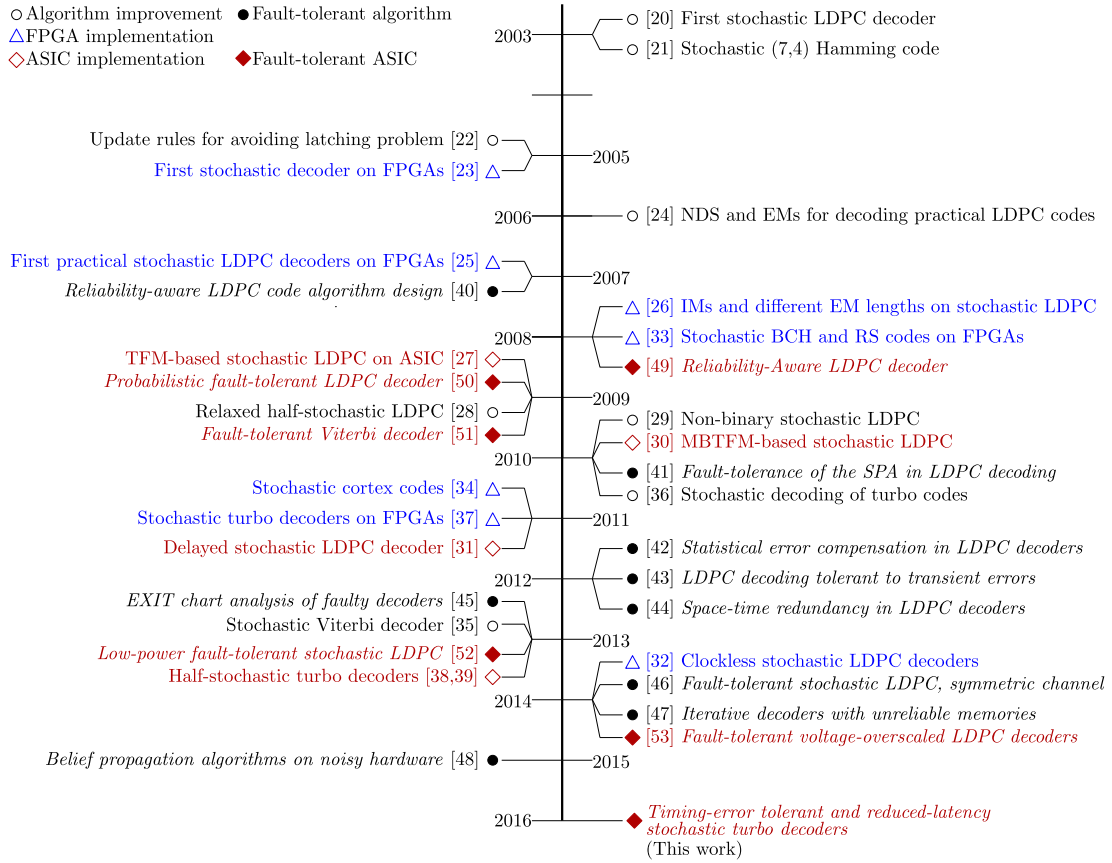 Algorithm improvement
Fault-tolerant algorithm
FPGA implementation
ASIC implementation
Fault-tolerant ASIC
2003
[20] First stochastic LDPC decoder
[21] Stochastic (7,4) Hamming code
Update rules for avoiding latching problem [22]
First stochastic decoder on FPGAs [23]
2005
2006
[24] NDS and EMs for decoding practical LDPC codes
First practical stochastic LDPC decoders on FPGAs [25]
Reliability-aware LDPC code algorithm design [40]
2007
2008
[26] IMs and different EM lengths on stochastic LDPC
[33] Stochastic BCH and RS codes on FPGAs
[49] Reliability-Aware LDPC decoder
TFM-based stochastic LDPC on ASIC [27]
Probabilistic fault-tolerant LDPC decoder [50]
Relaxed half-stochastic LDPC [28]
Fault-tolerant Viterbi decoder [51]
2009
2010
[29] Non-binary stochastic LDPC
[30] MBTFM-based stochastic LDPC
[41] Fault-tolerance of the SPA in LDPC decoding
[36] Stochastic decoding of turbo codes
Stochastic cortex codes [34]
Stochastic turbo decoders on FPGAs [37]
Delayed stochastic LDPC decoder [31]
2011
2012
[42] Statistical error compensation in LDPC decoders
[43] LDPC decoding tolerant to transient errors
[44] Space-time redundancy in LDPC decoders
EXIT chart analysis of faulty decoders [45]
Stochastic Viterbi decoder [35]
Low-power fault-tolerant stochastic LDPC [52]
Half-stochastic turbo decoders [38,39]
2013
2014
[32] Clockless stochastic LDPC decoders
[46] Fault-tolerant stochastic LDPC, symmetric channel
[47] Iterative decoders with unreliable memories
[53] Fault-tolerant voltage-overscaled LDPC decoders
Belief propagation algorithms on noisy hardware [48]
2015
2016
Timing-error tolerant and reduced-latency
stochastic turbo decoders
(This work)